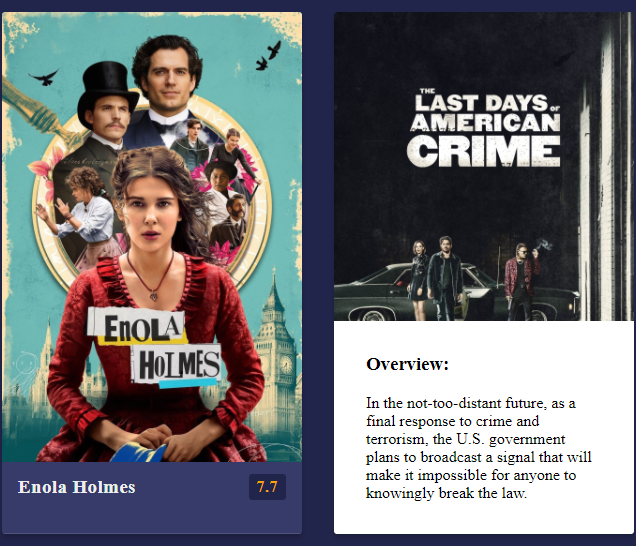 ENOLA
HOLMES
Enola Holmes
7.7
THE
LAST DAYS OF
AMERICAN
CRIME
Overview:
In the not-too-distant future, as a
final response to crime and
terrorism, the U.S. government
plans to broadcast a signal that will
make it impossible for anyone to
knowingly break the law.